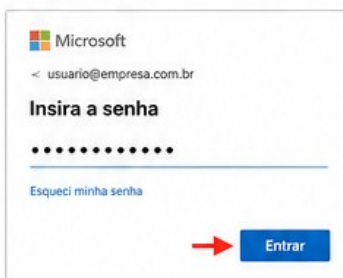 Microsoft
< usuario@empresa.com.br
Insira a senha
••••••••••••
Esqueci minha senha
Entrar